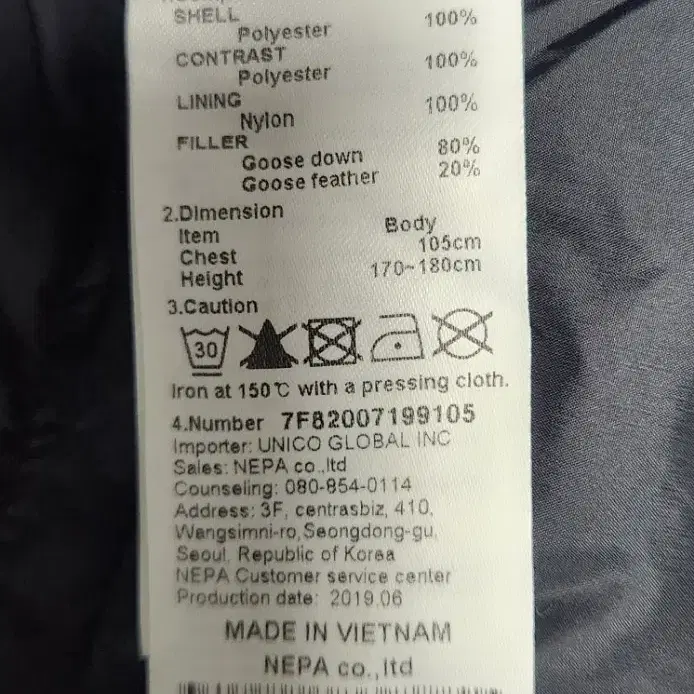 SHELL
Polyester 100%
CONTRAST
Polyester 100%
LINING
Nylon 100%
FILLER
Goose down 80%
Goose feather 20%
2.Dimension
Item Body
Chest 105cm
Height 170~180cm
3.Caution
30
Iron at 150℃ with a pressing cloth.
4.Number 7F82007199105
Importer: UNICO GLOBAL INC
Sales: NEPA co.,ltd
Counseling: 080-854-0114
Address: 3F, centrasbiz, 410,
Wangsimni-ro,Seongdong-gu,
Seoul, Republic of Korea
NEPA Customer service center
Production date: 2019.06
MADE IN VIETNAM
NEPA co.,ltd